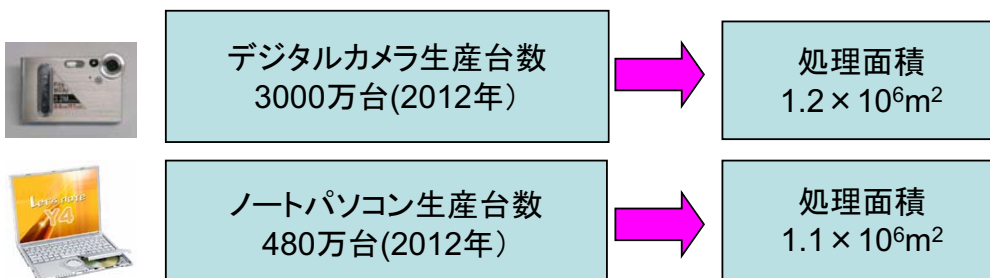 デジタルカメラ生産台数
3000万台(2012年）
処理面積
1.2×10⁶m²
Let's note
Y4
ノートパソコン生産台数
480万台(2012年）
処理面積
1.1×10⁶m²